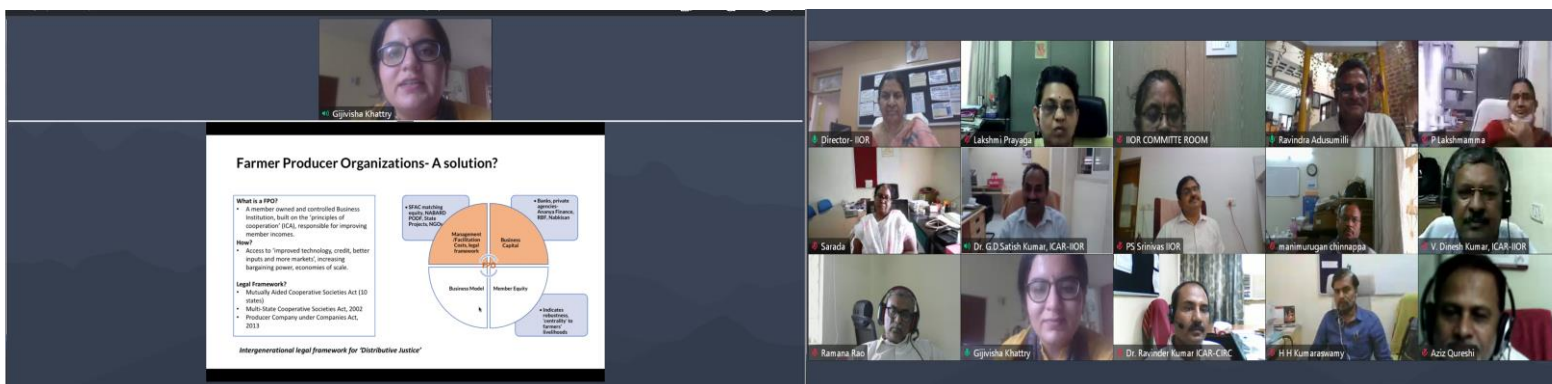 Gijivisha Khattry
Farmer Producer Organizations- A solution?
What is a FPO?
• A member owned and controlled Business
Institution, built on the 'principles of
cooperation' (ICA), responsible for improving
member incomes.
How?
• Access to 'improved technology, credit, better
inputs and more markets', increasing
bargaining power, economies of scale.
Legal Framework?
• Mutually Aided Cooperative Societies Act (10
states)
• Multi-State Cooperative Societies Act, 2002
• Producer Company under Companies Act,
2013
• SFAC matching
equity, NABARD
PODF, State
Projects, NGOs
• Banks, private
agencies-
Ananya Finance,
RBF, Nabkisan
Management
/Facilitation
Costs, legal
framework
Business
Capital
FPO
Business Model
Member Equity
• Indicates
robustness,
'centrality' to
farmers'
livelihoods
Intergenerational legal framework for 'Distributive Justice'
Director- IIOR
Lakshmi Prayaga
IIOR COMMITTE ROOM
Ravindra Adusumilli
P Lakshmamma
Sarada
Dr. G.D.Satish Kumar, ICAR-IIOR
PS Srinivas IIOR
manimurugan chinnappa
V. Dinesh Kumar, ICAR-IIOR
Ramana Rao
Gijivisha Khattry
Dr. Ravinder Kumar ICAR-CIRC
H H Kumaraswamy
Aziz Qureshi